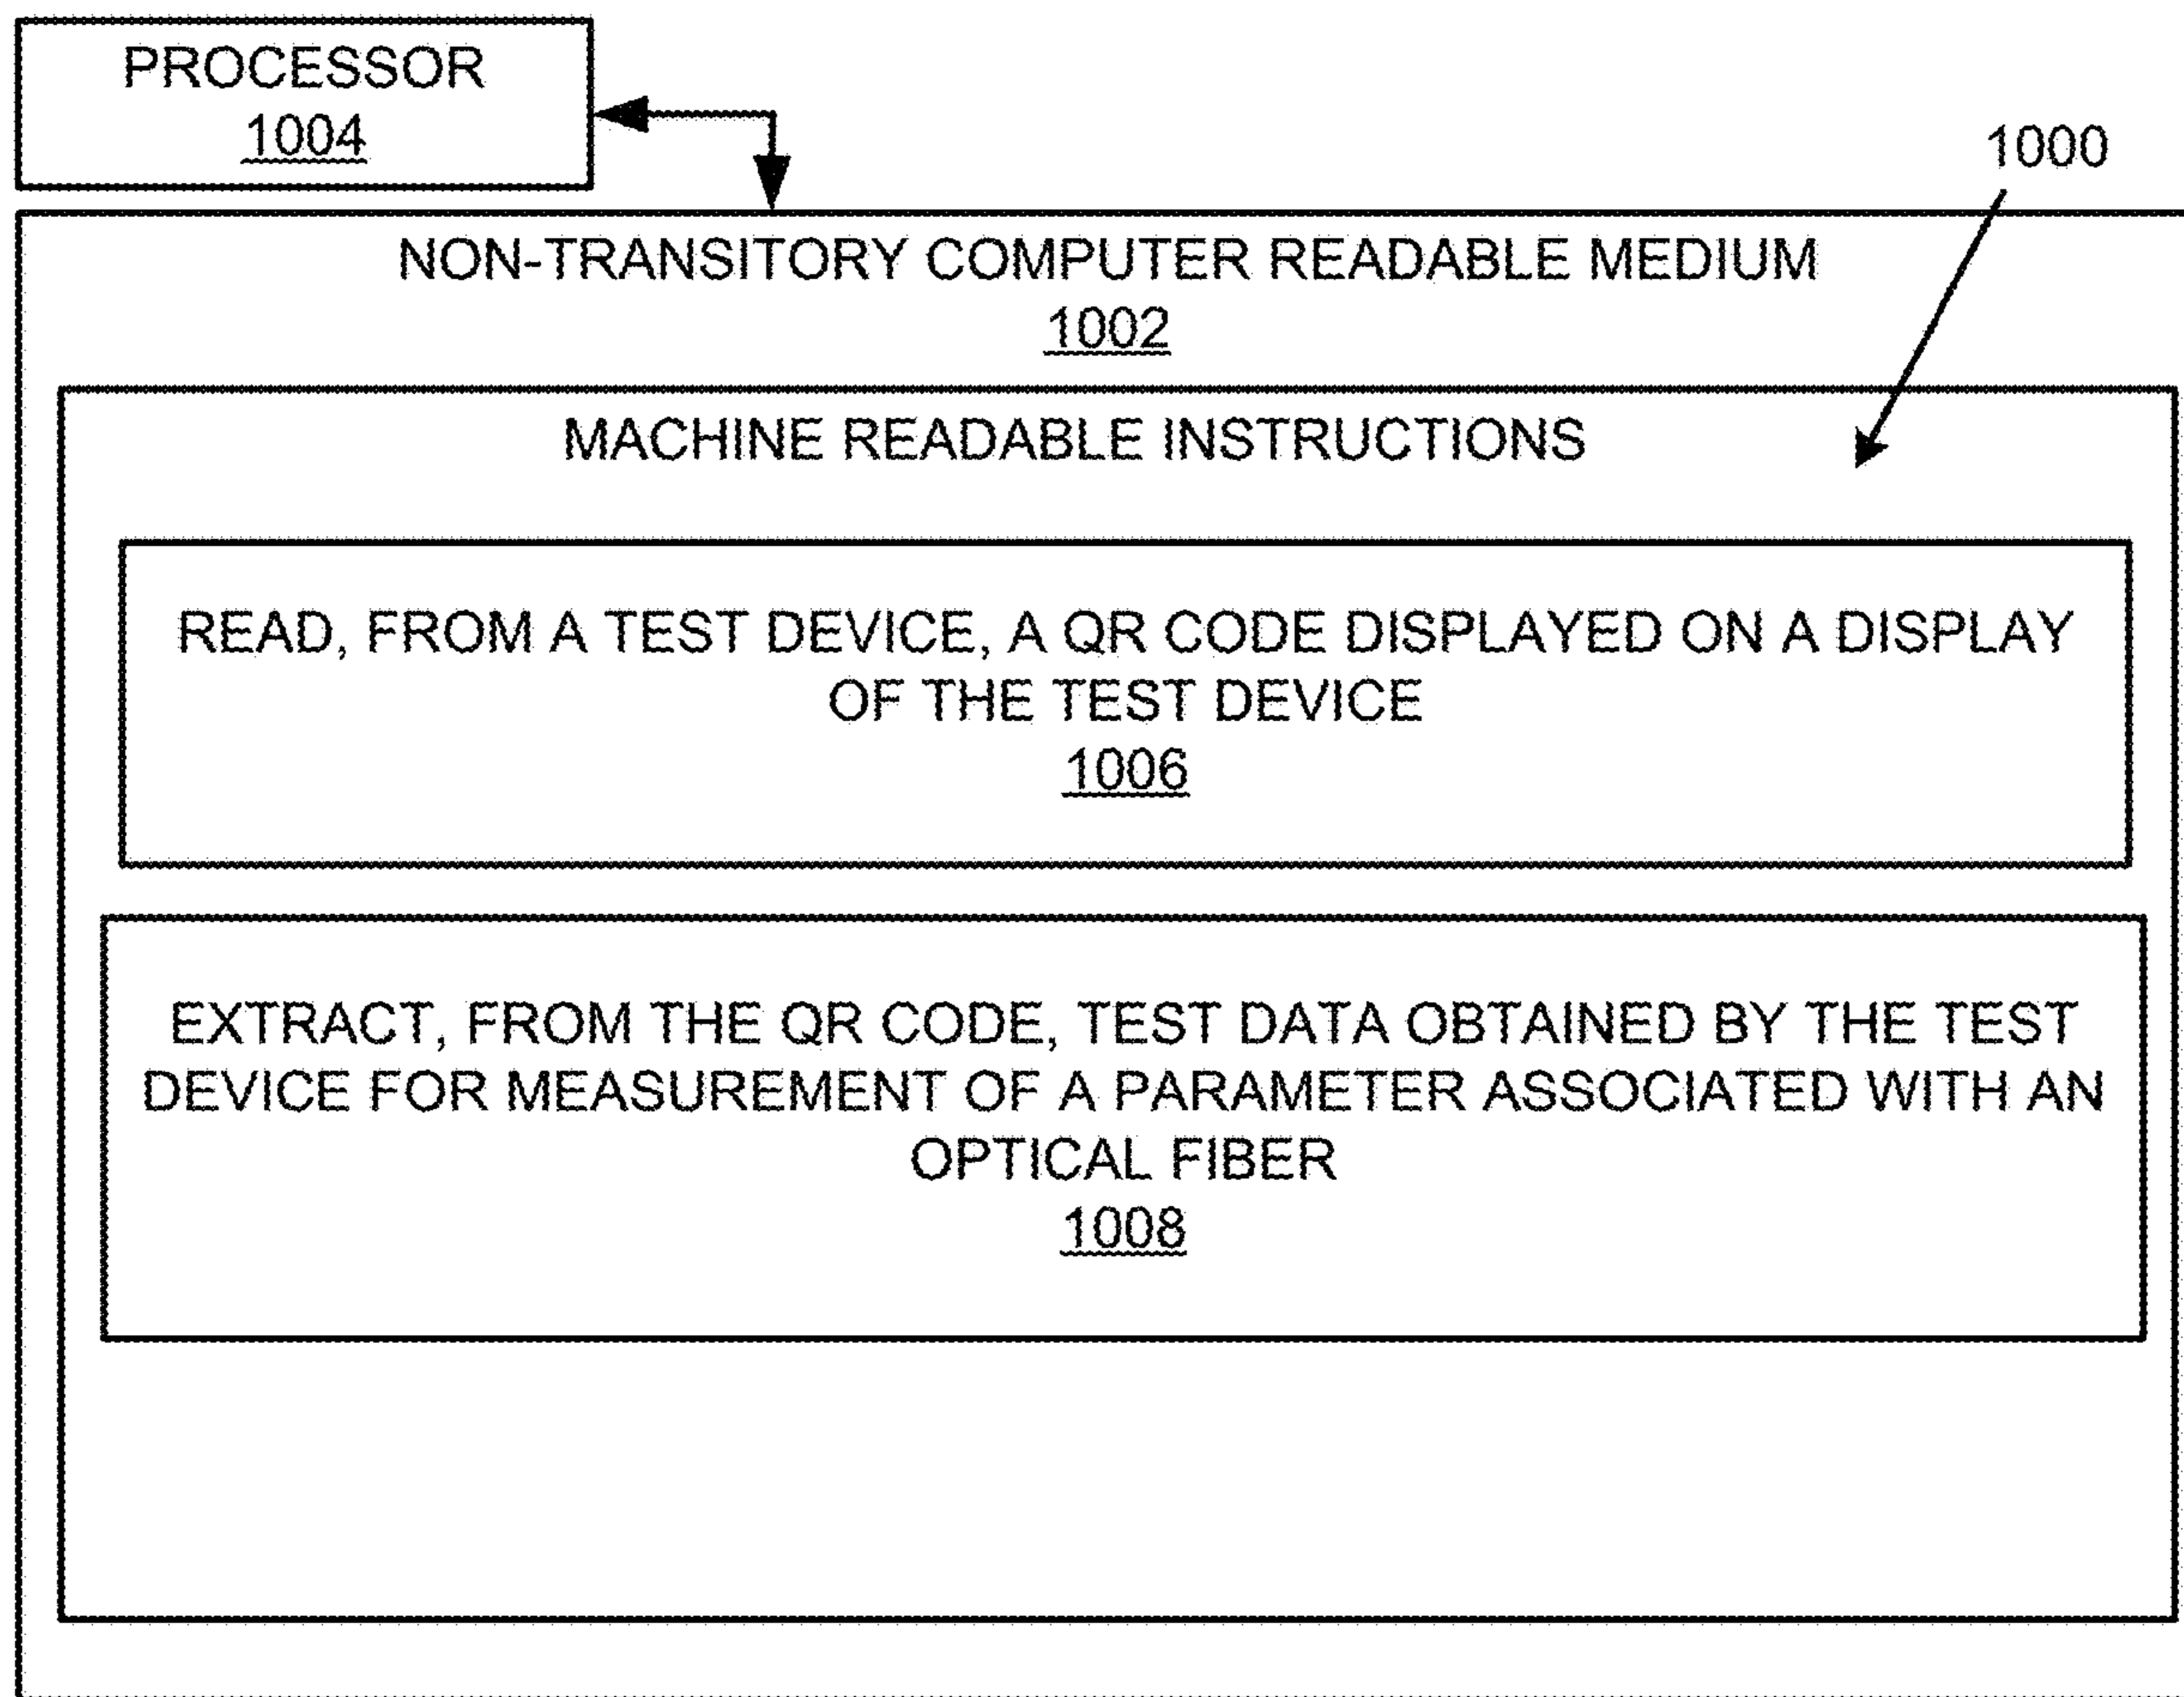 PROCESSOR
1004
1000
NON-TRANSITORY COMPUTER READABLE MEDIUM
1002
MACHINE READABLE INSTRUCTIONS
READ, FROM A TEST DEVICE, A QR CODE DISPLAYED ON A DISPLAY
OF THE TEST DEVICE
1006
EXTRACT, FROM THE QR CODE, TEST DATA OBTAINED BY THE TEST
DEVICE FOR MEASUREMENT OF A PARAMETER ASSOCIATED WITH AN
OPTICAL FIBER
1008